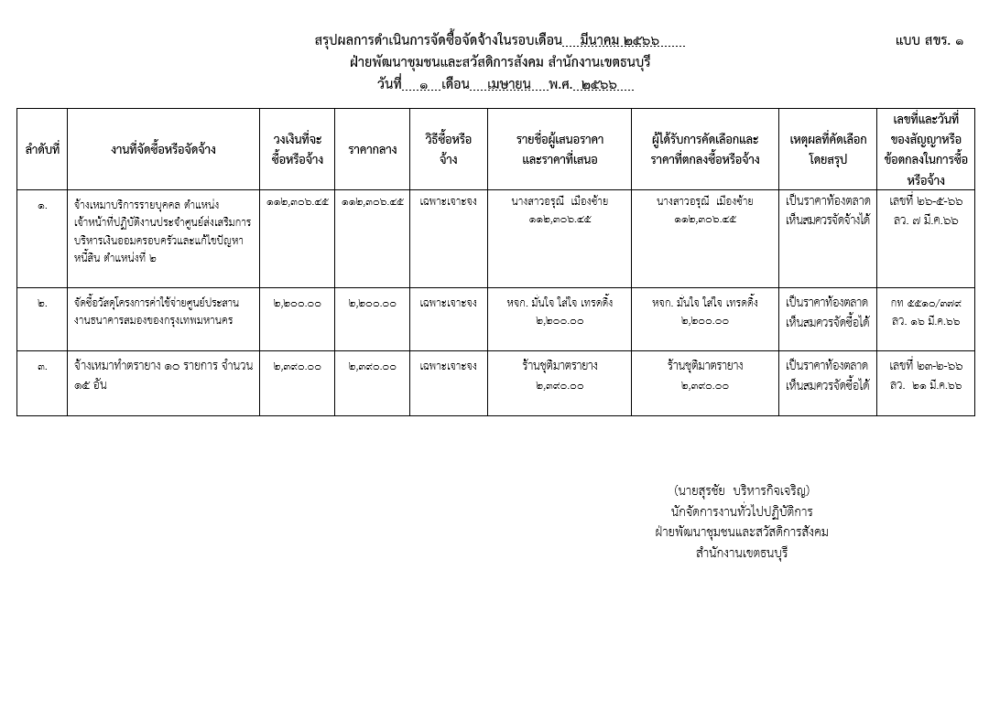 สรุปผลการดำเนินการจัดซื้อจัดจ้างในรอบเดือน มีนาคม ๒๕๖๖
แบบ สขร. ๑
ฝ่ายพัฒนาชุมชนและสวัสดิการสังคม สำนักงานเขตธนบุรี
วันที่ ๑ เดือน เมษายน พ.ศ. ๒๕๖๖
ลำดับที่
งานที่จัดซื้อหรือจัดจ้าง
วงเงินที่จะ
ซื้อหรือจ้าง
ราคากลาง
วิธีซื้อหรือ
จ้าง
รายชื่อผู้เสนอราคา
และราคาที่เสนอ
ผู้ได้รับการคัดเลือกและ
ราคาที่ตกลงซื้อหรือจ้าง
เหตุผลที่คัดเลือก
โดยสรุป
เลขที่และวันที่
ของสัญญาหรือ
ข้อตกลงในการซื้อ
หรือจ้าง
๑.
จ้างเหมาบริการรายบุคคล ตำแหน่ง
เจ้าหน้าที่ปฏิบัติงานประจำศูนย์ส่งเสริมการ
บริหารเงินออมครอบครัวและแก้ไขปัญหา
หนี้สิน ตำแหน่งที่ ๒
๑๑๒,๓๐๖.๔๕
๑๑๒,๓๐๖.๔๕
เฉพาะเจาะจง
นางสาวอรุณี เมืองซ้าย
๑๑๒,๓๐๖.๔๕
นางสาวอรุณี เมืองซ้าย
๑๑๒,๓๐๖.๔๕
เป็นราคาท้องตลาด
เห็นสมควรจัดจ้างได้
เลขที่ ๒๖-๕-๖๖
ลว. ๗ มี.ค.๖๖
๒.
จัดซื้อวัสดุโครงการค่าใช้จ่ายศูนย์ประสาน
งานธนาคารสมองของกรุงเทพมหานคร
๒,๒๐๐.๐๐
๒,๒๐๐.๐๐
เฉพาะเจาะจง
หจก. มั่นใจ ใส่ใจ เทรดดิ้ง
๒,๒๐๐.๐๐
หจก. มั่นใจ ใส่ใจ เทรดดิ้ง
๒,๒๐๐.๐๐
เป็นราคาท้องตลาด
เห็นสมควรจัดซื้อได้
กท ๕๕๑๐/๓๗๙
ลว. ๑๖ มี.ค.๖๖
๓.
จ้างเหมาทำตรายาง ๑๐ รายการ จำนวน
๑๕ อัน
๒,๓๙๐.๐๐
๒,๓๙๐.๐๐
เฉพาะเจาะจง
ร้านชุติมาตรายาง
๒,๓๙๐.๐๐
ร้านชุติมาตรายาง
๒,๓๙๐.๐๐
เป็นราคาท้องตลาด
เห็นสมควรจัดซื้อได้
เลขที่ ๒๓-๒-๖๖
ลว. ๒๑ มี.ค.๖๖
(นายสุรชัย บริหารกิจเจริญ)
นักจัดการงานทั่วไปปฏิบัติการ
ฝ่ายพัฒนาชุมชนและสวัสดิการสังคม
สำนักงานเขตธนบุรี